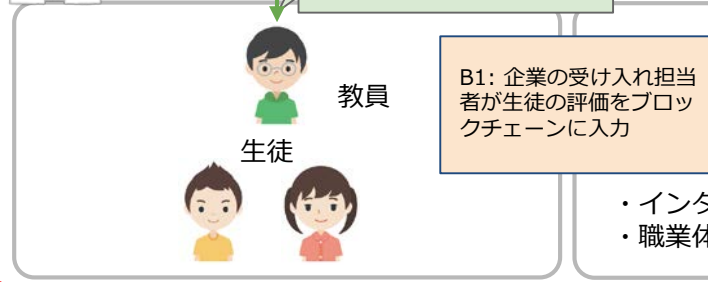 教員
生徒
B1: 企業の受け入れ担当
者が生徒の評価をブロッ
クチェーンに入力
・インタ
・職業体